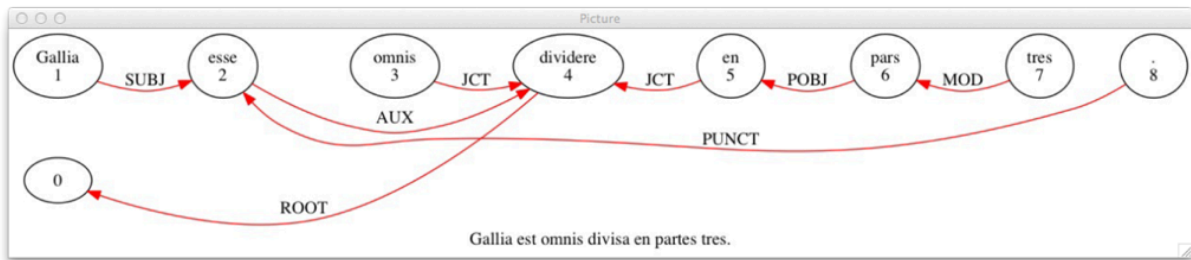 Picture
Gallia esse omnis dividere en pars tres .
1 2 3 4 5 6 7 8
SUBJ JCT JCT POBJ MOD
AUX
PUNCT
0
ROOT
Gallia est omnis divisa en partes tres.